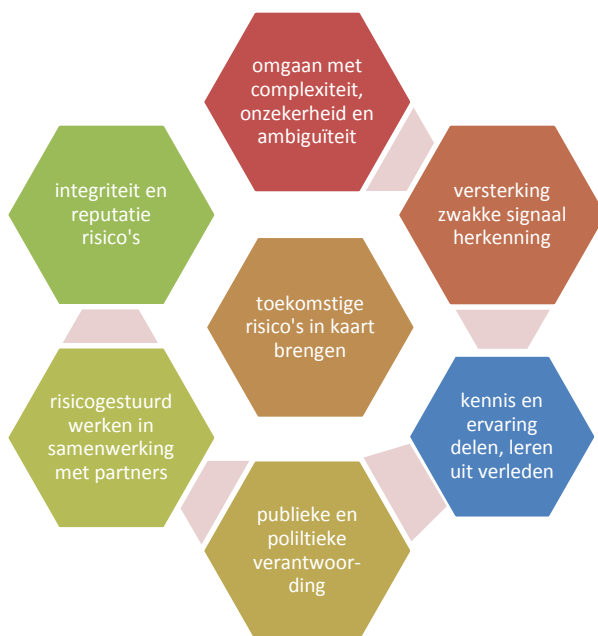 omgaan met
complexiteit,
onzekerheid en
ambiguïteit
integriteit en
reputatie
risico's
versterking
zwakke signaal
herkenning
toekomstige
risico's in kaart
brengen
risicogestuurd
werken in
samenwerking
met partners
kennis en
ervaring
delen, leren
uit verleden
publieke en
poliltieke
verantwoor-
ding